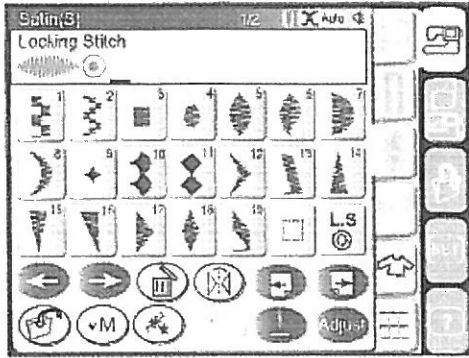 Satin(S) 1/2 Auto
Locking Stitch
1 2 3 4 5 6 7
8 9 10 11 12 13 14
15 16 17 18 19 L.S
M
1 Adjust